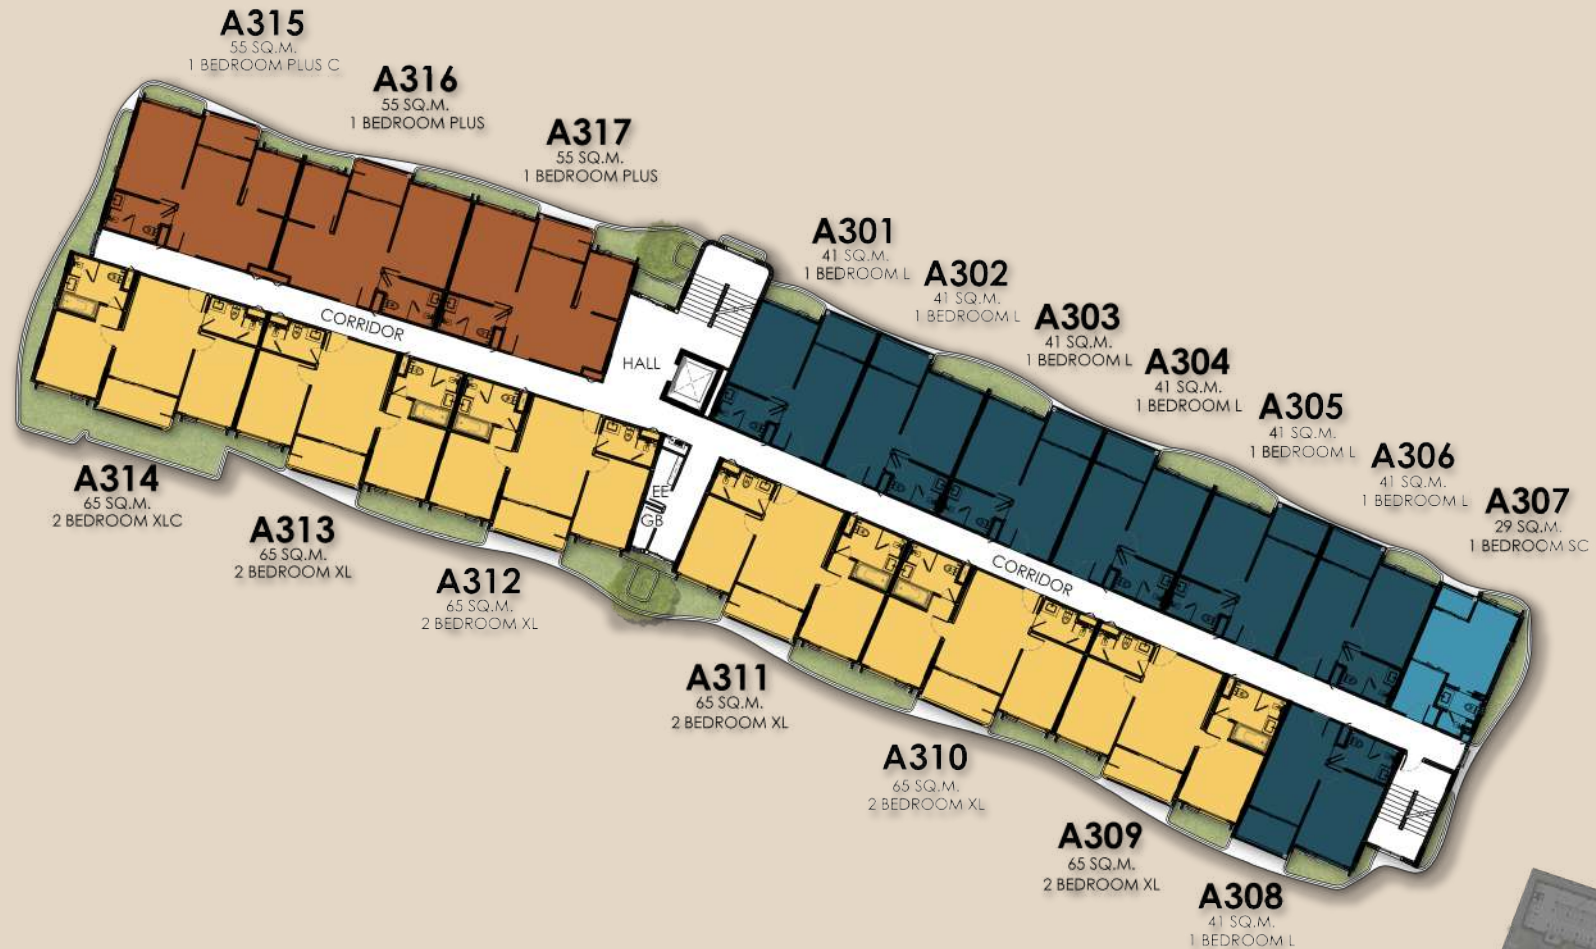 A315
55 SQ.M.
1 BEDROOM PLUS C
A316
55 SQ.M.
1 BEDROOM PLUS
A317
55 SQ.M.
1 BEDROOM PLUS
A301
41 SQ.M.
1 BEDROOM L
A302
41 SQ.M.
1 BEDROOM L
A303
41 SQ.M.
1 BEDROOM L
A304
41 SQ.M.
1 BEDROOM L
A305
41 SQ.M.
1 BEDROOM L
A306
41 SQ.M.
1 BEDROOM L
A307
29 SQ.M.
1 BEDROOM SC
CORRIDOR
HALL
EE
GB
CORRIDOR
A314
65 SQ.M.
2 BEDROOM XLC
A313
65 SQ.M.
2 BEDROOM XL
A312
65 SQ.M.
2 BEDROOM XL
A311
65 SQ.M.
2 BEDROOM XL
A310
65 SQ.M.
2 BEDROOM XL
A309
65 SQ.M.
2 BEDROOM XL
A308
41 SQ.M.
1 BEDROOM L